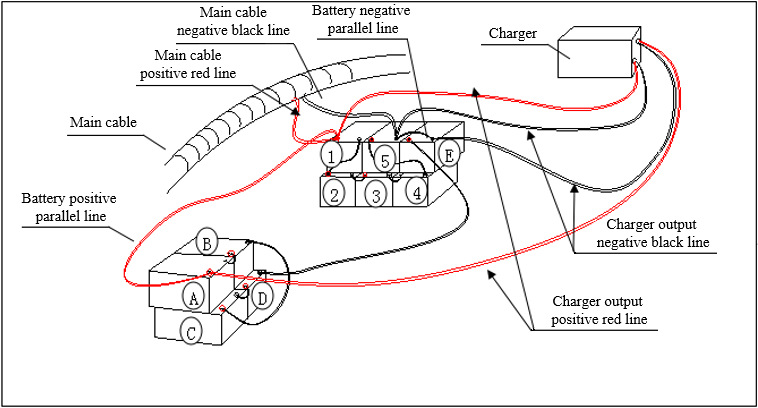 Main cable
negative black line
Battery negative
parallel line
Charger
Main cable
positive red line
Main cable
1
5
E
2
3
4
Battery positive
parallel line
B
A
D
C
Charger output
negative black line
Charger output
positive red line